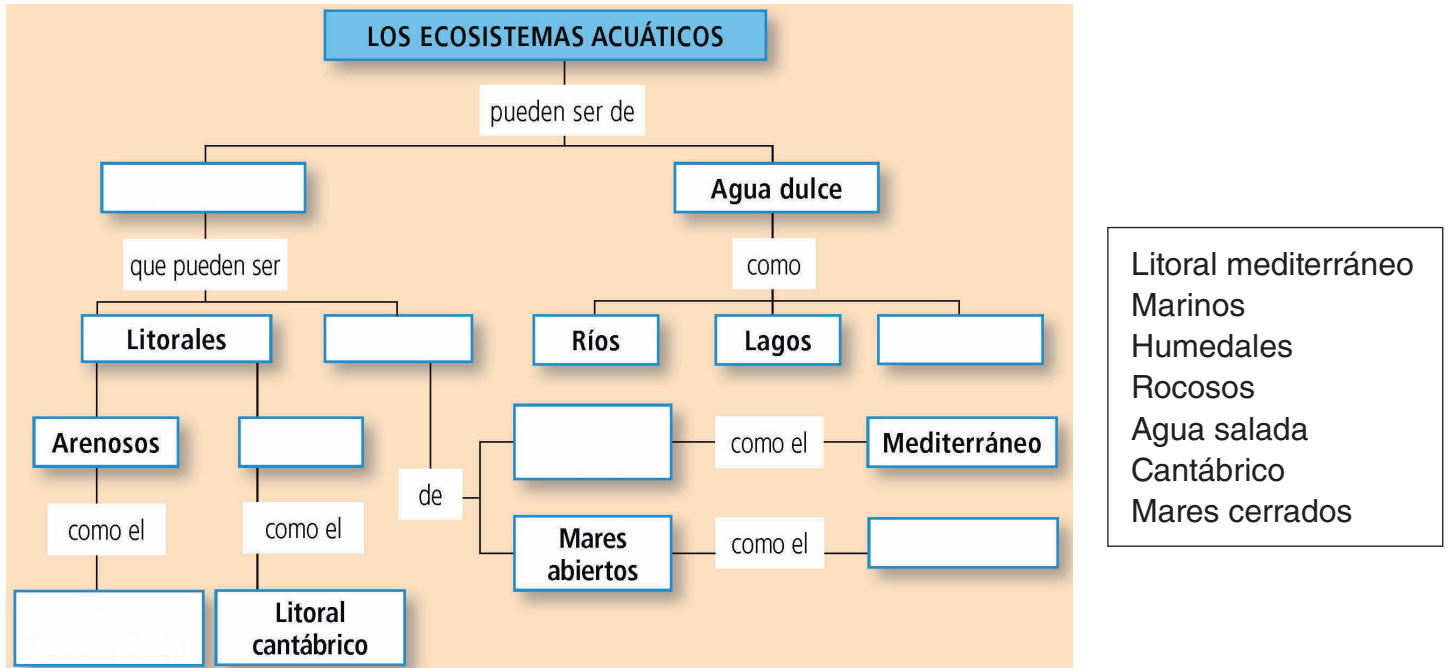 LOS ECOSISTEMAS ACUÁTICOS
pueden ser de
Agua dulce
que pueden ser
como
Litorales
Ríos
Lagos
Arenosos
como el
Mediterráneo
de
como el
como el
Mares
abiertos
como el
Litoral
cantábrico
Litoral mediterráneo
Marinos
Humedales
Rocosos
Agua salada
Cantábrico
Mares cerrados